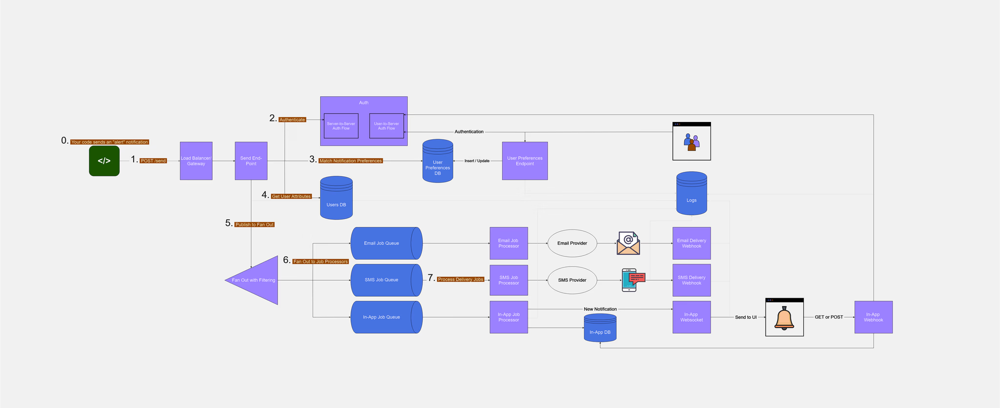 Auth
2. Authenticate
Server-to-Server
Auth Flow
User-to-Server
Auth Flow
Authentication
0. Your code sends an "alert" notification
</>
1. POST /send
Load Balancer/
Gateway
Send End-
Point
3. Match Notification Preferences
User
Preferences
DB
Insert / Update
User Preferences
Endpoint
4. Get User Attributes
Users DB
Logs
5. Publish to Fan Out
Email Job Queue
Email Job
Processor
Email Provider
@
Email Delivery
Webhook
6. Fan Out to Job Processors
Fan Out with Filtering
SMS Job Queue
7. Process Delivery Jobs
SMS Job
Processor
SMS Provider
SMS Delivery
Webhook
In-App Job Queue
In-App Job
Processor
New Notification
In-App DB
In-App
Websocket
Send to UI
GET or POST
In-App
Webhook